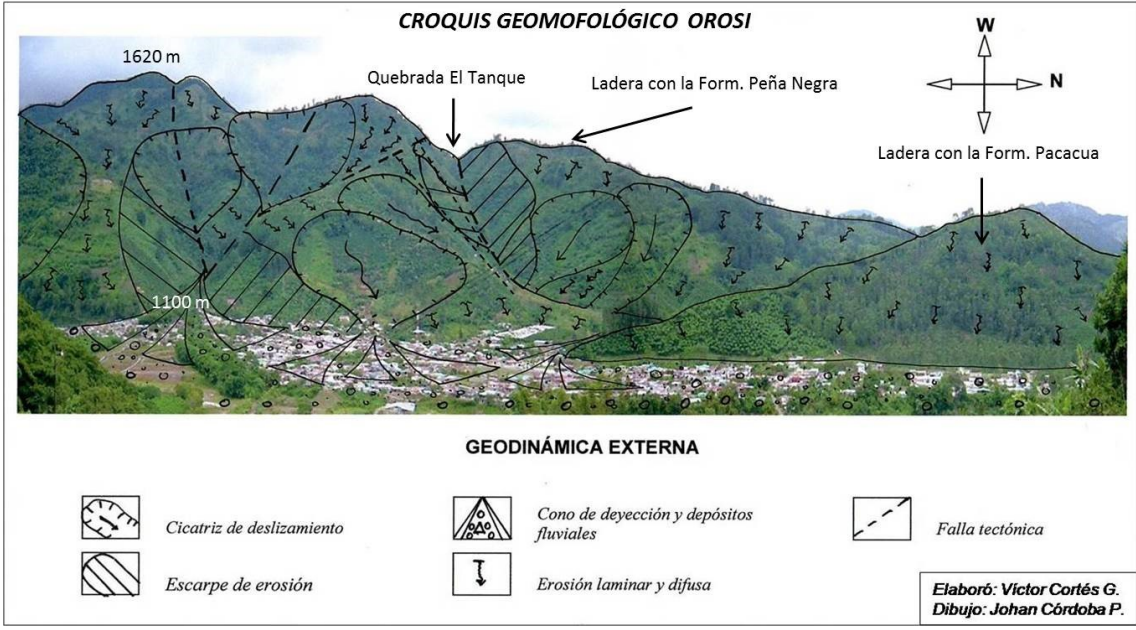 CROQUIS GEOMOFOLÓGICO OROSI
W
N
1620 m
Quebrada El Tanque
Ladera con la Form. Peña Negra
Ladera con la Form. Pacacua
1100 m
GEODINÁMICA EXTERNA
Cicatriz de deslizamiento
Cono de deyección y depósitos
fluviales
Falla tectónica
Escarpe de erosión
Erosión laminar y difusa
Elaboró: Víctor Cortés G.
Dibujo: Johan Córdoba P.